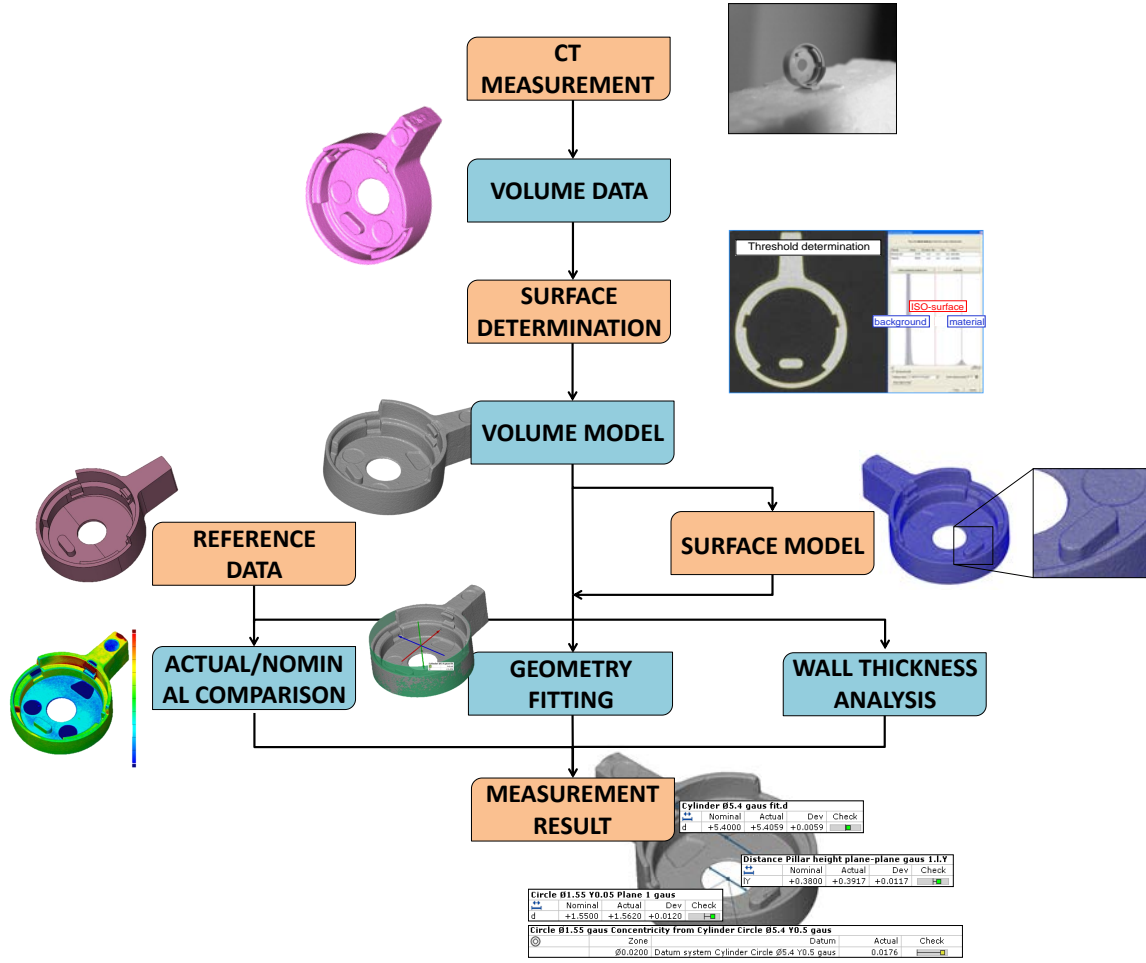 CT
MEASUREMENT
VOLUME DATA
Threshold determination
SURFACE
DETERMINATION
ISO-surface
background
material
VOLUME MODEL
REFERENCE
DATA
SURFACE MODEL
ACTUAL/NOMIN
AL COMPARISON
GEOMETRY
FITTING
WALL THICKNESS
ANALYSIS
MEASUREMENT
RESULT
Cylinder Ø5.4 gaus fit.d
Nominal Actual Dev Check
d +5.4000 +5.4059 +0.0059
Distance Pillar height plane-plane gaus 1.l.Y
Nominal Actual Dev Check
lY +0.3800 +0.3917 +0.0117
Circle Ø1.55 Y0.05 Plane 1 gaus
Nominal Actual Dev Check
d +1.5500 +1.5620 +0.0120
Circle Ø1.55 gaus Concentricity from Cylinder Circle Ø5.4 Y0.5 gaus
Zone Datum Actual Check
Ø0.0200 Datum system Cylinder Circle Ø5.4 Y0.5 gaus 0.0176